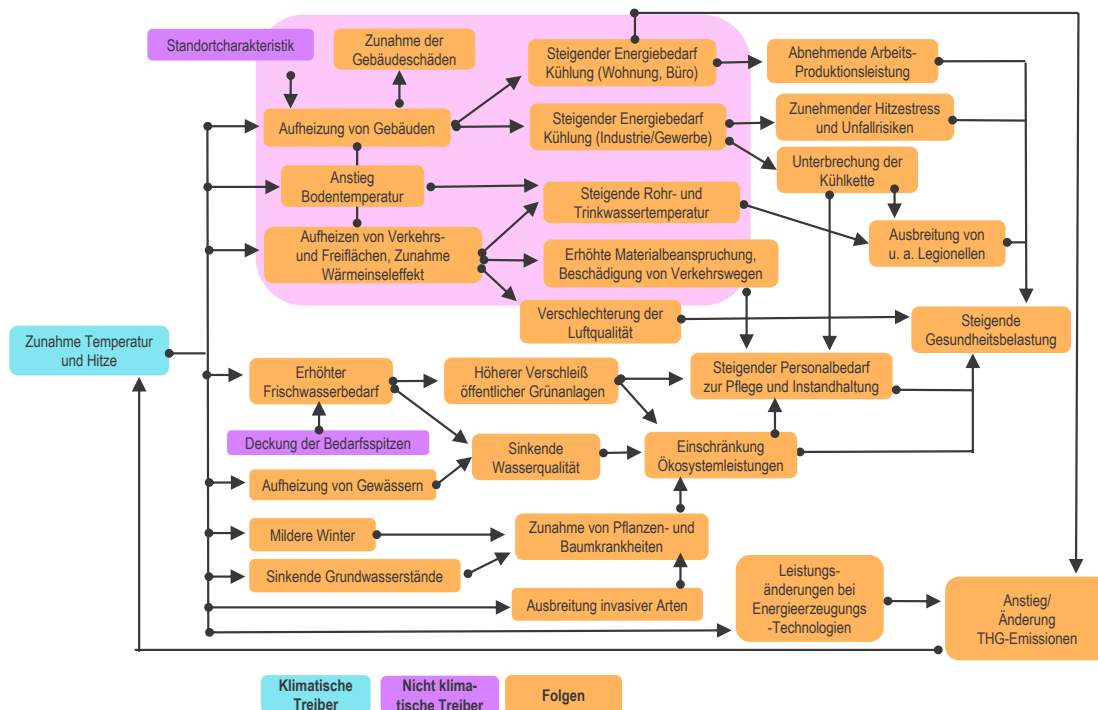 Standortcharakteristik
Zunahme der
Gebäudeschäden
Steigender Energiebedarf
Kühlung (Wohnung, Büro)
Abnehmende Arbeits-
Produktionsleistung
Aufheizung von Gebäuden
Steigender Energiebedarf
Kühlung (Industrie/Gewerbe)
Zunehmender Hitzestress
und Unfallrisiken
Unterbrechung der
Kühlkette
Anstieg
Bodentemperatur
Steigende Rohr- und
Trinkwassertemperatur
Ausbreitung von
u. a. Legionellen
Aufheizen von Verkehrs-
und Freiflächen, Zunahme
Wärmeinseleffekt
Erhöhte Materialbeanspruchung,
Beschädigung von Verkehrswegen
Verschlechterung der
Luftqualität
Steigende
Gesundheitsbelastung
Zunahme Temperatur
und Hitze
Erhöhter
Frischwasserbedarf
Höherer Verschleiß
öffentlicher Grünanlagen
Steigender Personalbedarf
zur Pflege und Instandhaltung
Deckung der Bedarfsspitzen
Sinkende
Wasserqualität
Einschränkung
Ökosystemleistungen
Aufheizung von Gewässern
Mildere Winter
Zunahme von Pflanzen- und
Baumkrankheiten
Sinkende Grundwasserstände
Ausbreitung invasiver Arten
Leistungs-
änderungen bei
Energieerzeugungs
-Technologien
Anstieg/
Änderung
THG-Emissionen
Klimatische
Treiber
Nicht klima-
tische Treiber
Folgen